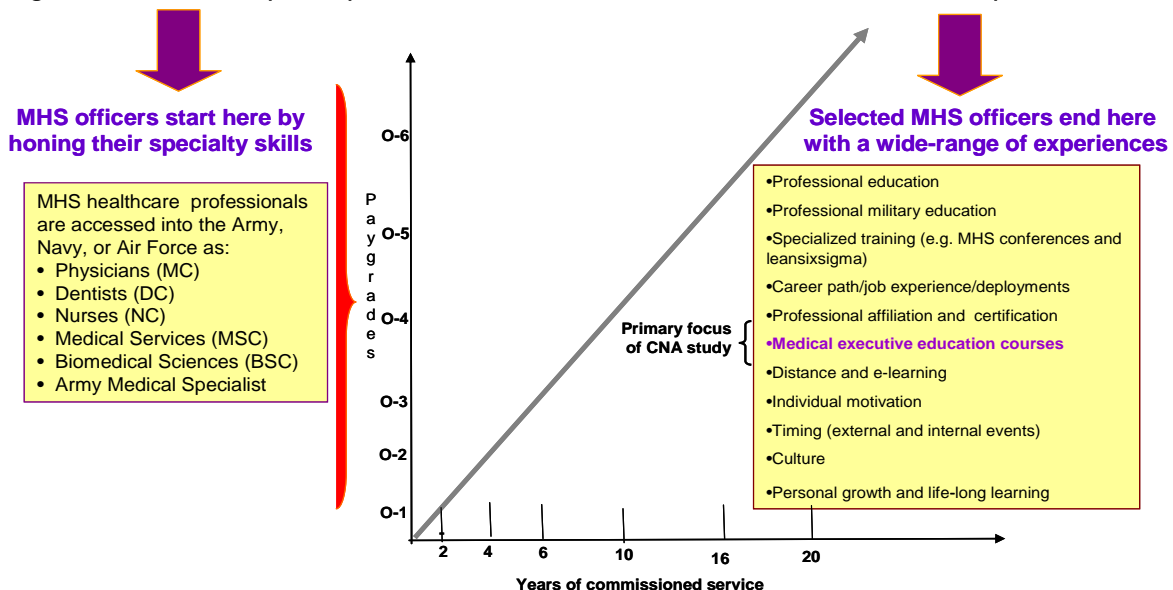 MHS officers start here by
honing their specialty skills
MHS healthcare professionals
are accessed into the Army,
Navy, or Air Force as:
• Physicians (MC)
• Dentists (DC)
• Nurses (NC)
• Medical Services (MSC)
• Biomedical Sciences (BSC)
• Army Medical Specialist
Paygrades
O-6
O-5
O-4
O-3
O-2
O-1
2
4
6
10
16
20
Years of commissioned service
Primary focus
of CNA study
Selected MHS officers end here
with a wide-range of experiences
•Professional education
•Professional military education
•Specialized training (e.g. MHS conferences and
leansixsigma)
•Career path/job experience/deployments
•Professional affiliation and certification
•Medical executive education courses
•Distance and e-learning
•Individual motivation
•Timing (external and internal events)
•Culture
•Personal growth and life-long learning